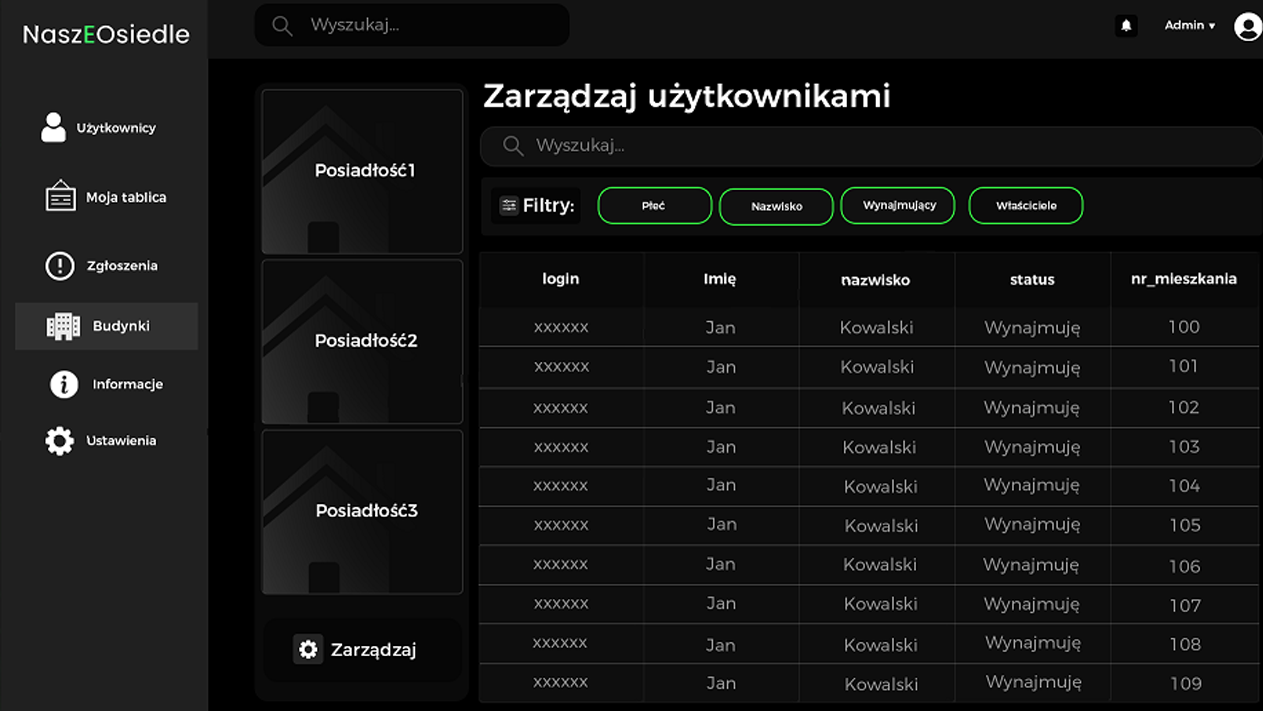 NaszEOsiedle
Wyszukaj...
Admin ▾
Użytkownicy
Moja tablica
Zgłoszenia
Budynki
Informacje
Ustawienia
Posiadłość1
Posiadłość2
Posiadłość3
Zarządzaj
Zarządzaj użytkownikami
Wyszukaj...
Filtry: Płeć Nazwisko Wynajmujący Właściciele
login Imię nazwisko status nr_mieszkania
xxxxxx Jan Kowalski Wynajmuję 100
xxxxxx Jan Kowalski Wynajmuję 101
xxxxxx Jan Kowalski Wynajmuję 102
xxxxxx Jan Kowalski Wynajmuję 103
xxxxxx Jan Kowalski Wynajmuję 104
xxxxxx Jan Kowalski Wynajmuję 105
xxxxxx Jan Kowalski Wynajmuję 106
xxxxxx Jan Kowalski Wynajmuję 107
xxxxxx Jan Kowalski Wynajmuję 108
xxxxxx Jan Kowalski Wynajmuję 109